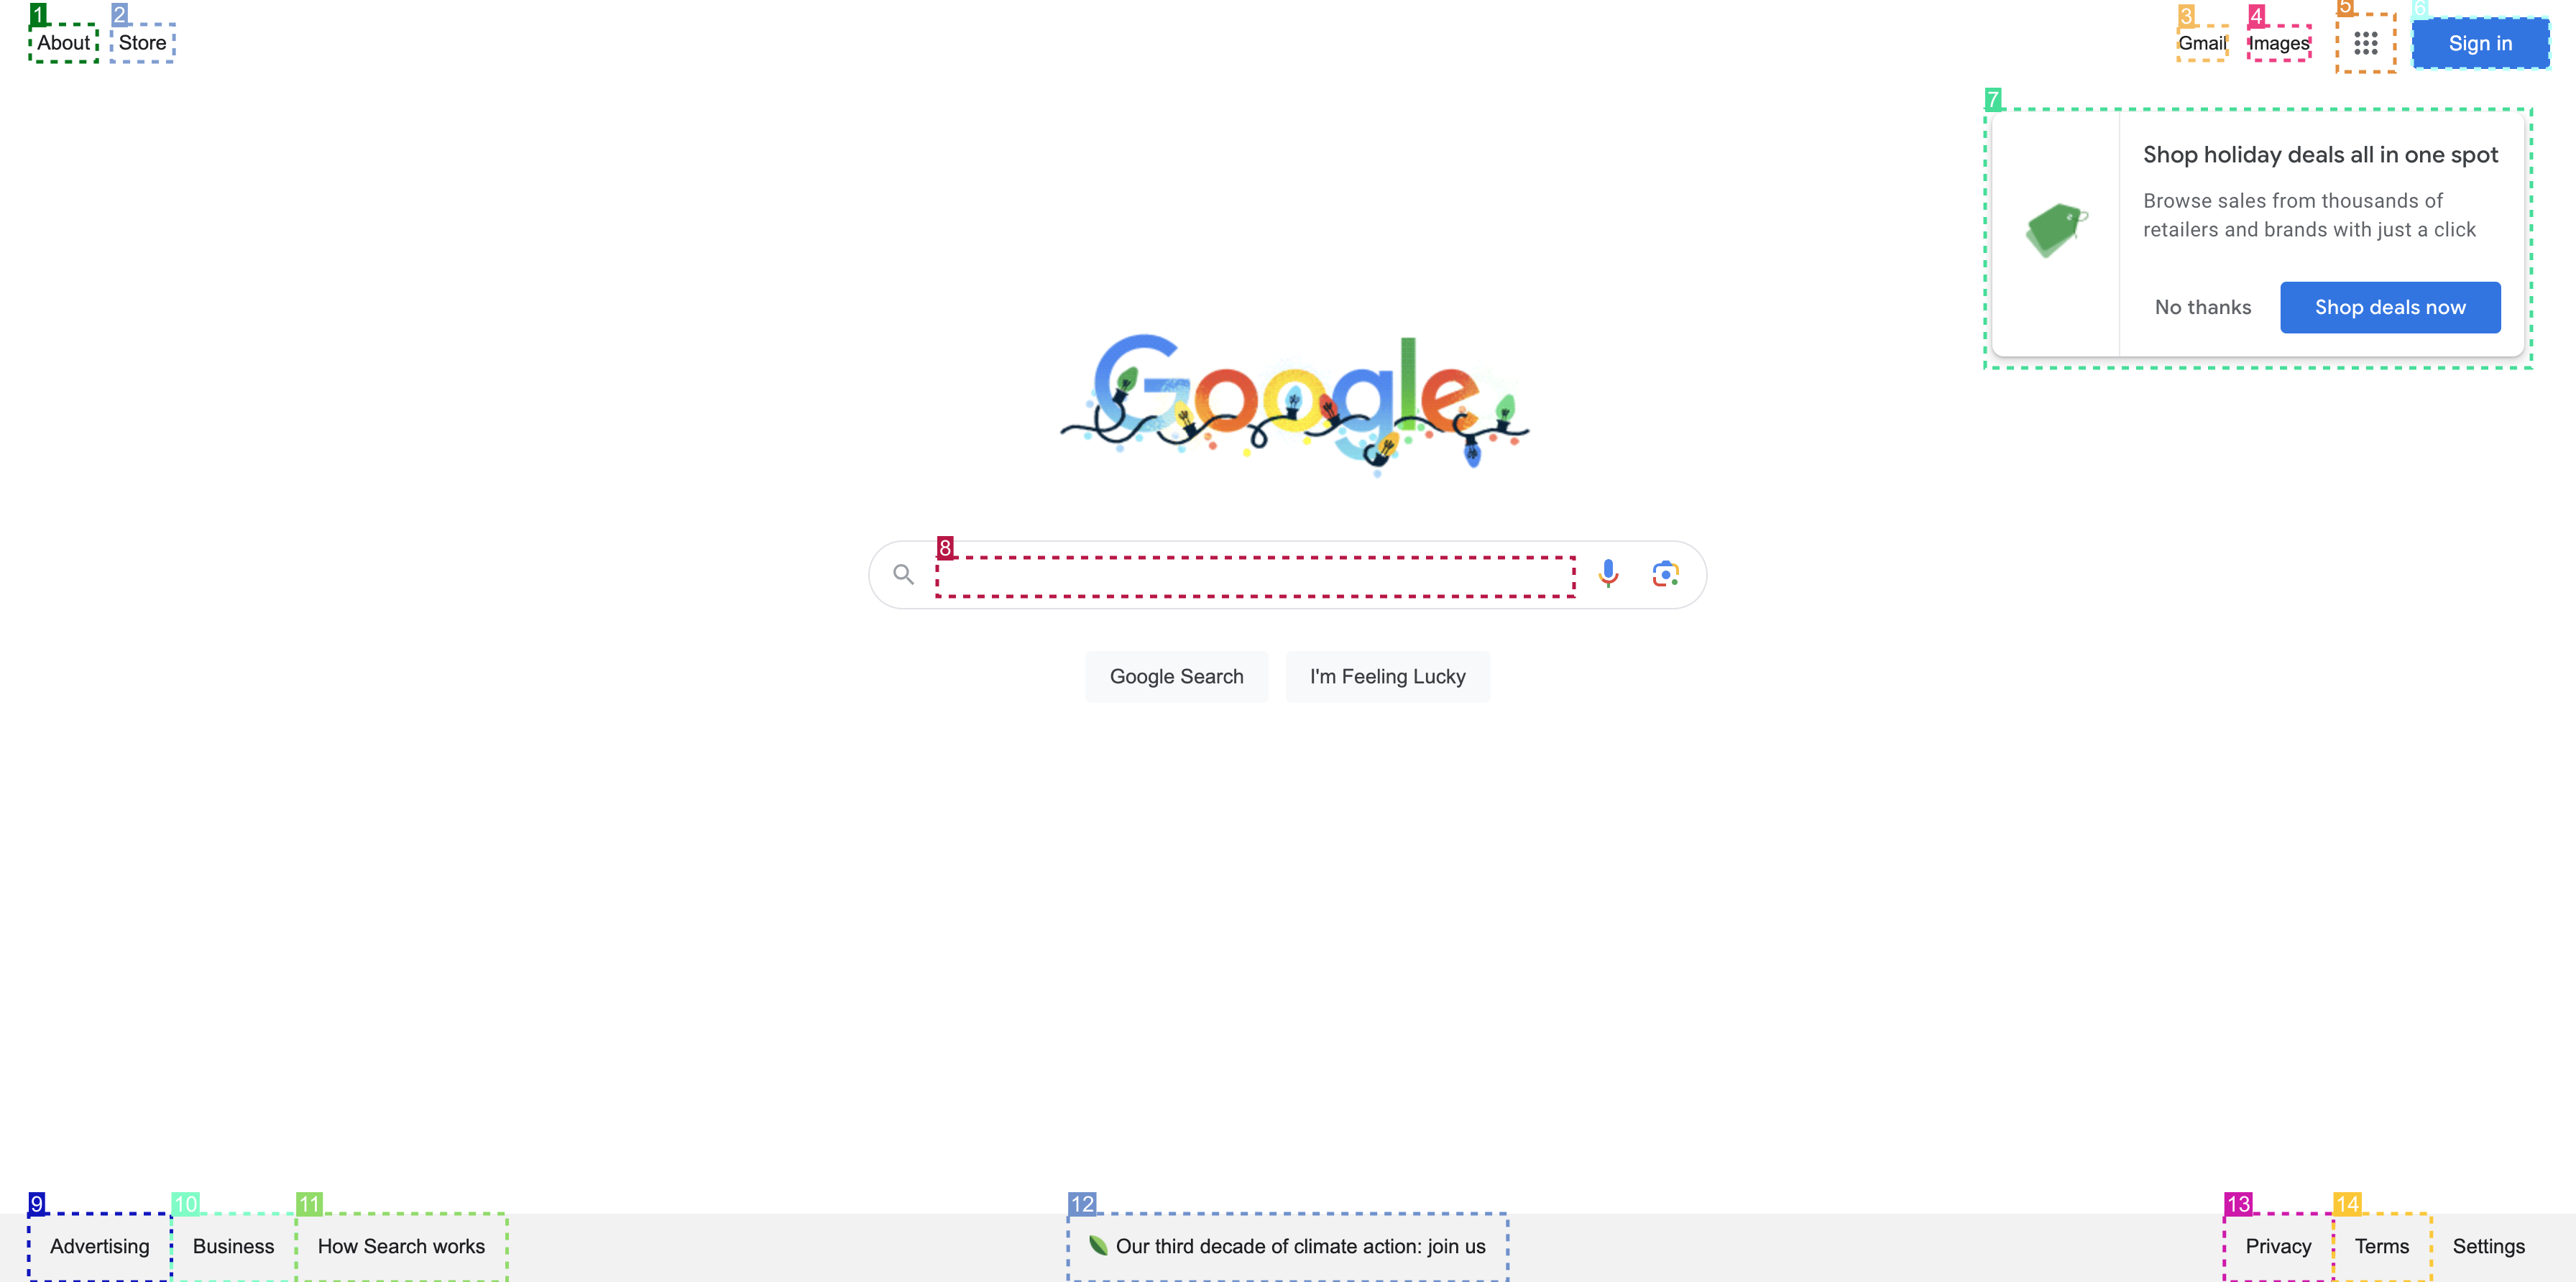 1 2 3 4 5 6
About Store Gmail Images Sign in
7
Shop holiday deals all in one spot
Browse sales from thousands of
retailers and brands with just a click
No thanks Shop deals now
Google
8
Google Search I'm Feeling Lucky
9 10 11 12 13 14
Advertising Business How Search works Our third decade of climate action: join us Privacy Terms Settings